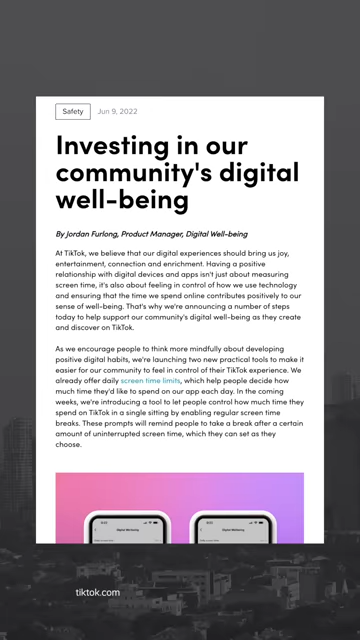 Safety Jun 9, 2022
Investing in our
community's digital
well-being
By Jordan Furlong, Product Manager, Digital Well-being
At TikTok, we believe that our digital experiences should bring us joy,
entertainment, connection and enrichment. Having a positive
relationship with digital devices and apps isn't just about measuring
screen time, it's also about feeling in control of how we use technology
and ensuring that the time we spend online contributes positively to our
sense of well-being. That's why we're announcing a number of steps
today to help support our community's digital well-being as they create
and discover on TikTok.
As we encourage people to think more mindfully about developing
positive digital habits, we're launching two new practical tools to make it
easier for our community to feel in control of their TikTok experience. We
already offer daily screen time limits, which help people decide how
much time they'd like to spend on our app each day. In the coming
weeks, we're introducing a tool to let people control how much time they
spend on TikTok in a single sitting by enabling regular screen time
breaks. These prompts will remind people to take a break after a certain
amount of uninterrupted screen time, which they can set as they
choose.
tiktok.com